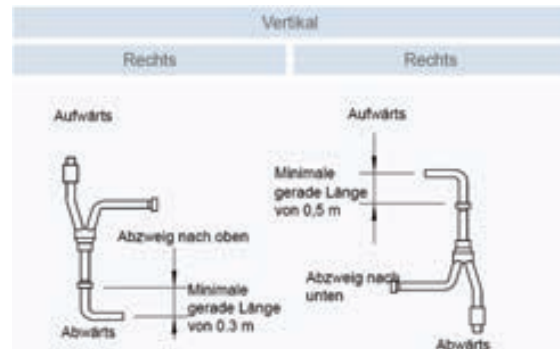 Vertikal
Rechts
Rechts
Aufwärts
Abzweig nach oben
Minimale
gerade Länge
von 0.3 m
Abwärts
Aufwärts
Minimale
gerade Länge
von 0,5 m
Abzweig nach
unten
Abwärts